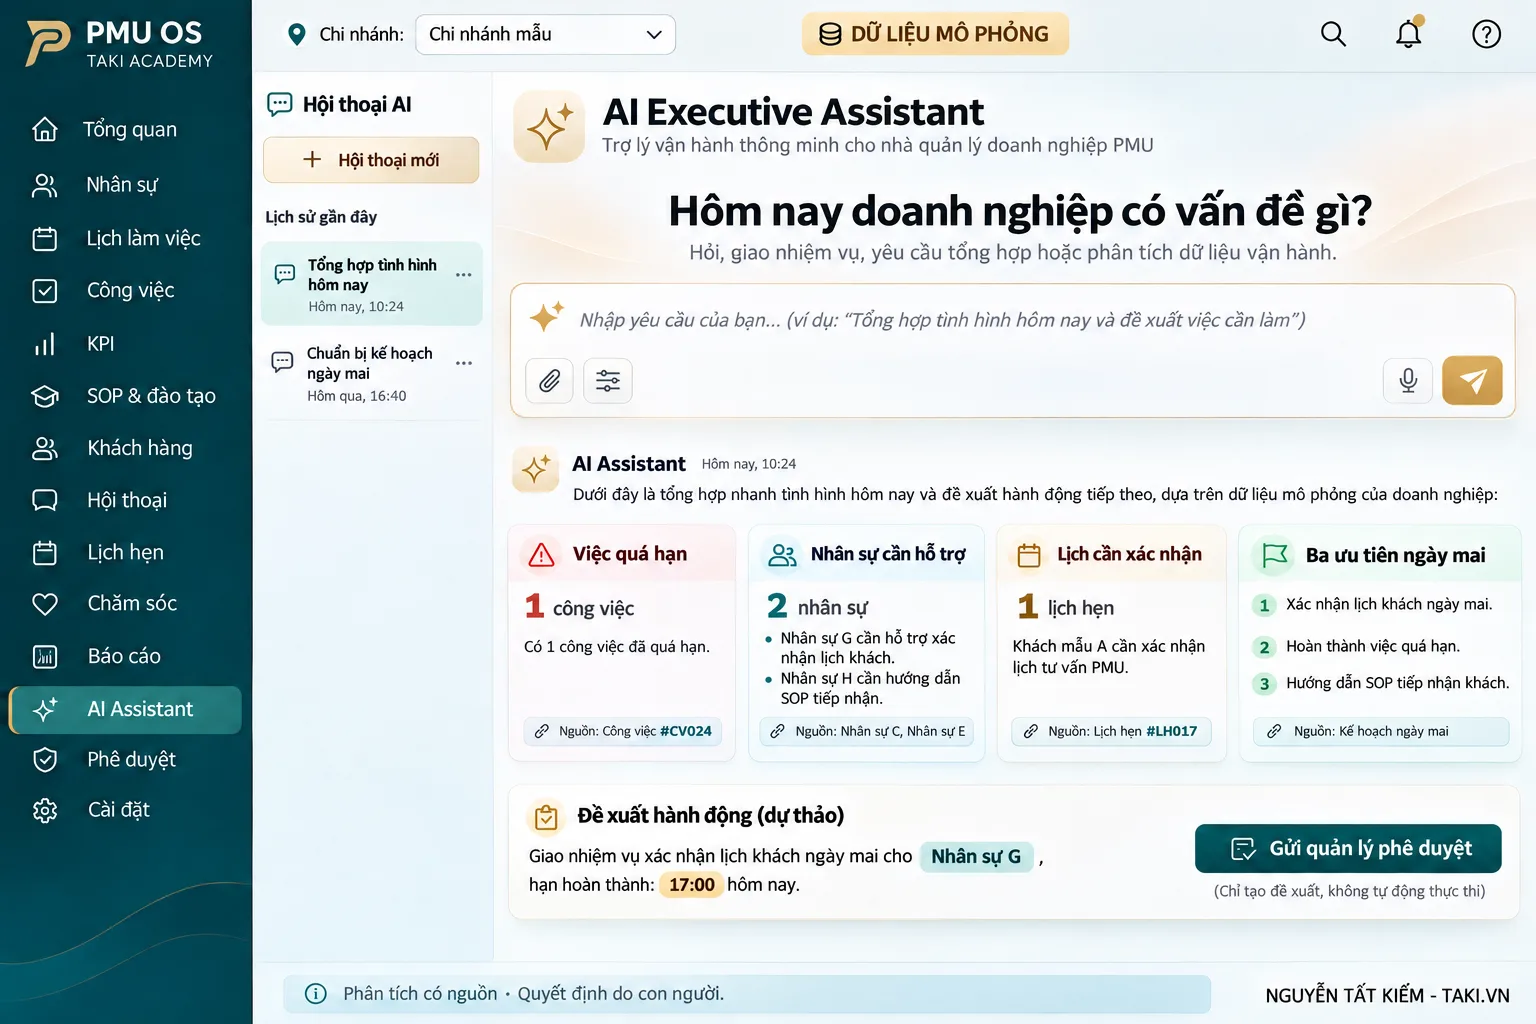 PMU OS
TAKI ACADEMY
Tổng quan
Nhân sự
Lịch làm việc
Công việc
KPI
SOP & đào tạo
Khách hàng
Hội thoại
Lịch hẹn
Chăm sóc
Báo cáo
AI Assistant
Phê duyệt
Cài đặt
Chi nhánh:
Chi nhánh mẫu
DỮ LIỆU MÔ PHỎNG
Hội thoại AI
Hội thoại mới
Lịch sử gần đây
Tổng hợp tình hình
hôm nay
Hôm nay, 10:24
Chuẩn bị kế hoạch
ngày mai
Hôm qua, 16:40
AI Executive Assistant
Trợ lý vận hành thông minh cho nhà quản lý doanh nghiệp PMU
Hôm nay doanh nghiệp có vấn đề gì?
Hỏi, giao nhiệm vụ, yêu cầu tổng hợp hoặc phân tích dữ liệu vận hành.
Nhập yêu cầu của bạn... (ví dụ: “Tổng hợp tình hình hôm nay và đề xuất việc cần làm”)
AI Assistant Hôm nay, 10:24
Dưới đây là tổng hợp nhanh tình hình hôm nay và đề xuất hành động tiếp theo, dựa trên dữ liệu mô phỏng của doanh nghiệp:
Việc quá hạn
1 công việc
Có 1 công việc đã quá hạn.
Nguồn: Công việc #CV024
Nhân sự cần hỗ trợ
2 nhân sự
• Nhân sự G cần hỗ trợ xác
nhận lịch khách.
• Nhân sự H cần hướng dẫn
SOP tiếp nhận.
Nguồn: Nhân sự C, Nhân sự E
Lịch cần xác nhận
1 lịch hẹn
Khách mẫu A cần xác nhận
lịch tư vấn PMU.
Nguồn: Lịch hẹn #LH017
Ba ưu tiên ngày mai
1 Xác nhận lịch khách ngày mai.
2 Hoàn thành việc quá hạn.
3 Hướng dẫn SOP tiếp nhận khách.
Nguồn: Kế hoạch ngày mai
Đề xuất hành động (dự thảo)
Giao nhiệm vụ xác nhận lịch khách ngày mai cho Nhân sự G ,
hạn hoàn thành: 17:00 hôm nay.
Gửi quản lý phê duyệt
(Chỉ tạo đề xuất, không tự động thực thi)
Phân tích có nguồn • Quyết định do con người.
NGUYỄN TẤT KIẾM - TAKI.VN